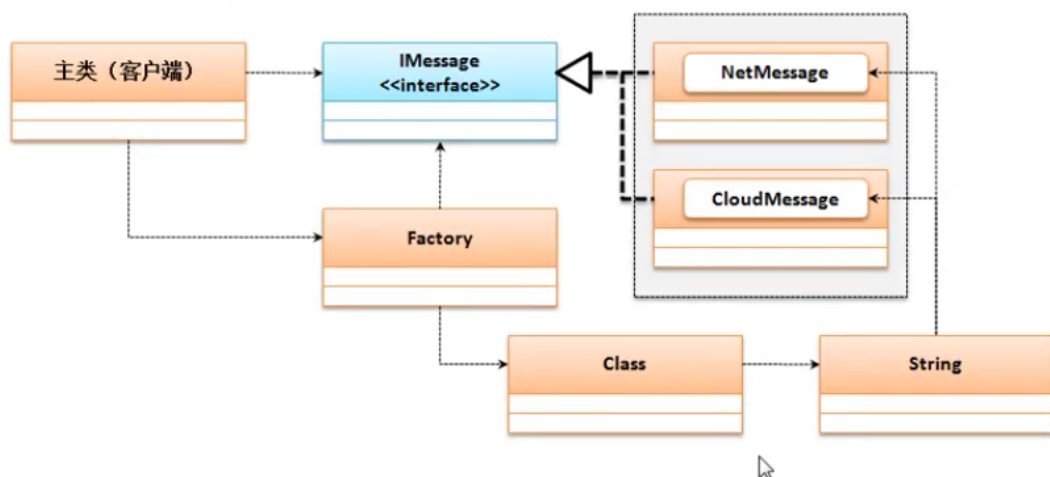 主类（客户端）
IMessage
<<interface>>
NetMessage
CloudMessage
Factory
Class
String